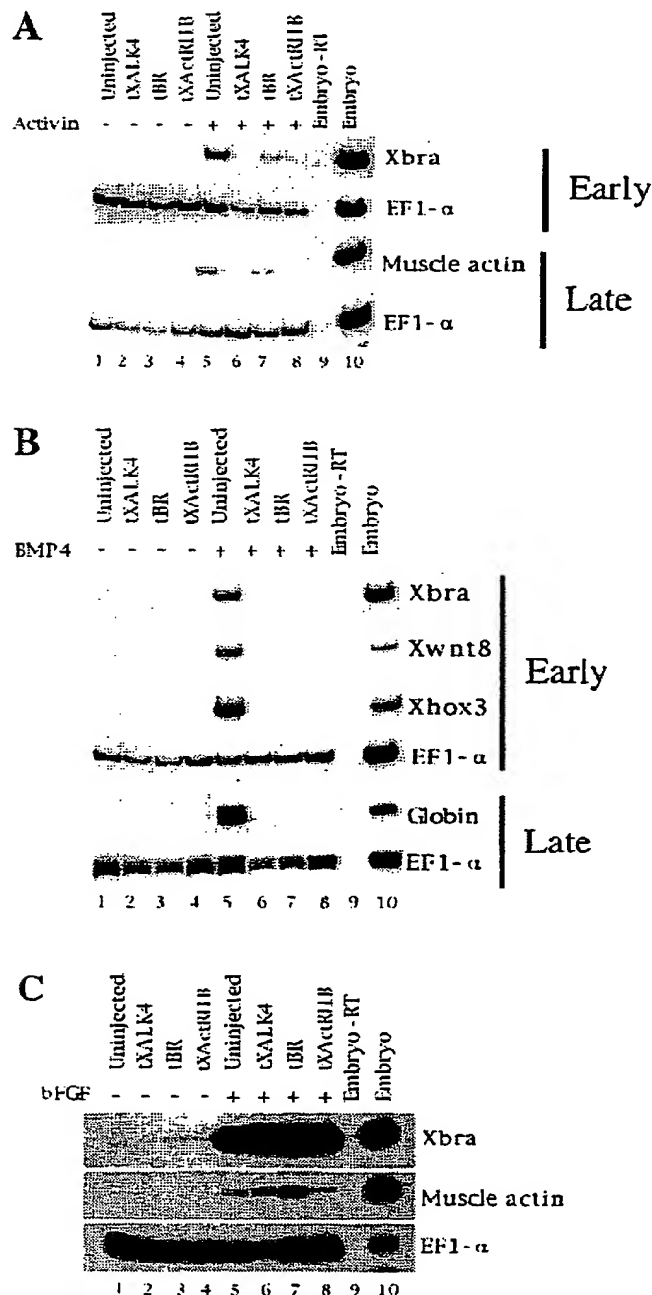 A
Uninjected tXALK4 tBR tXActRIIB Uninjected tXALK4 tBR tXActRIIB Embryo-RT Embryo
Activin - - - - + + + +
Xbra
EF1-α
Early
Muscle actin
EF1-α
Late
1 2 3 4 5 6 7 8 9 10
B
Uninjected tXALK4 tBR tXActRIIB Uninjected tXALK4 tBR tXActRIIB Embryo-RT Embryo
BMP4 - - - - + + + +
Xbra
Xwnt8
Xhox3
EF1-α
Early
Globin
EF1-α
Late
1 2 3 4 5 6 7 8 9 10
C
Uninjected tXALK4 tBR tXActRIIB Uninjected tXALK4 tBR tXActRIIB Embryo-RT Embryo
bFGF - - - - + + + +
Xbra
Muscle actin
EF1-α
1 2 3 4 5 6 7 8 9 10